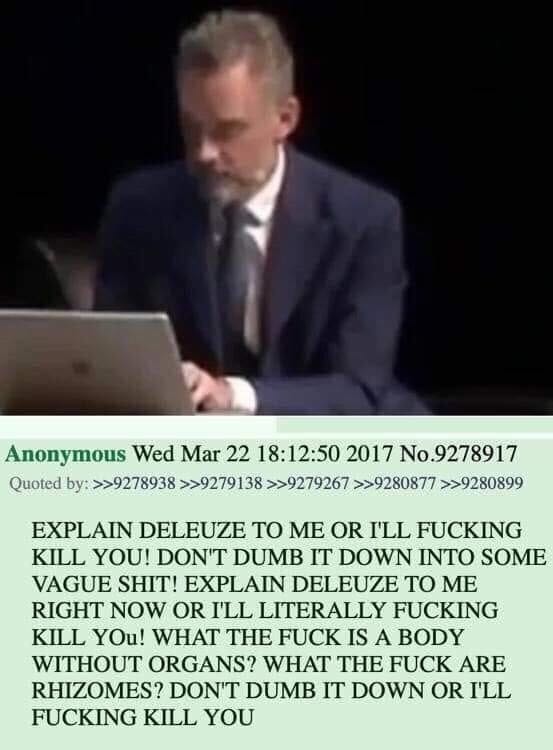 Anonymous Wed Mar 22 18:12:50 2017 No.9278917
Quoted by: >>9278938 >>9279138 >>9279267 >>9280877 >>9280899
EXPLAIN DELEUZE TO ME OR I'LL FUCKING
KILL YOU! DON'T DUMB IT DOWN INTO SOME
VAGUE SHIT! EXPLAIN DELEUZE TO ME
RIGHT NOW OR I'LL LITERALLY FUCKING
KILL YOu! WHAT THE FUCK IS A BODY
WITHOUT ORGANS? WHAT THE FUCK ARE
RHIZOMES? DON'T DUMB IT DOWN OR I'LL
FUCKING KILL YOU